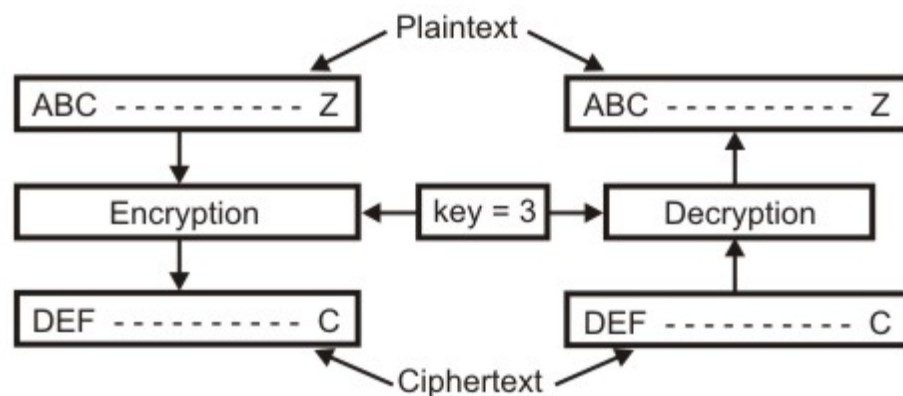 Plaintext
ABC - - - - - - - - - - Z
ABC - - - - - - - - - - Z
Encryption
key = 3
Decryption
DEF - - - - - - - - - - C
DEF - - - - - - - - - - C
Ciphertext